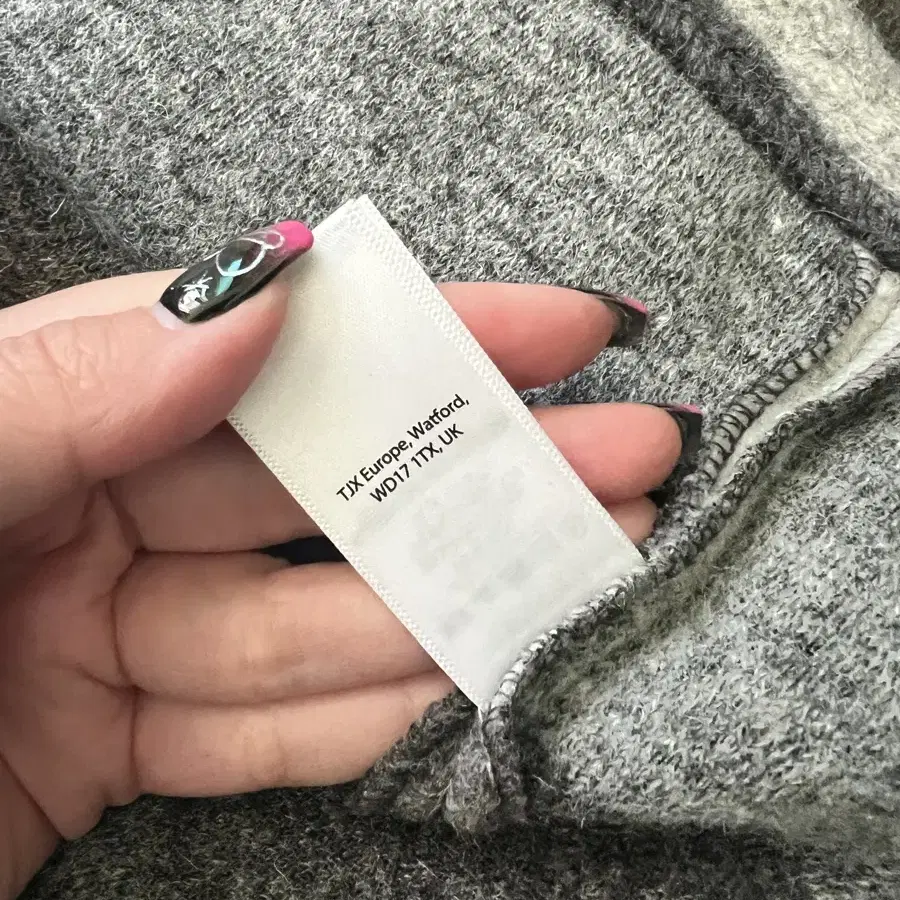 TJX Europe, Watford,
WD17 1TX, UK